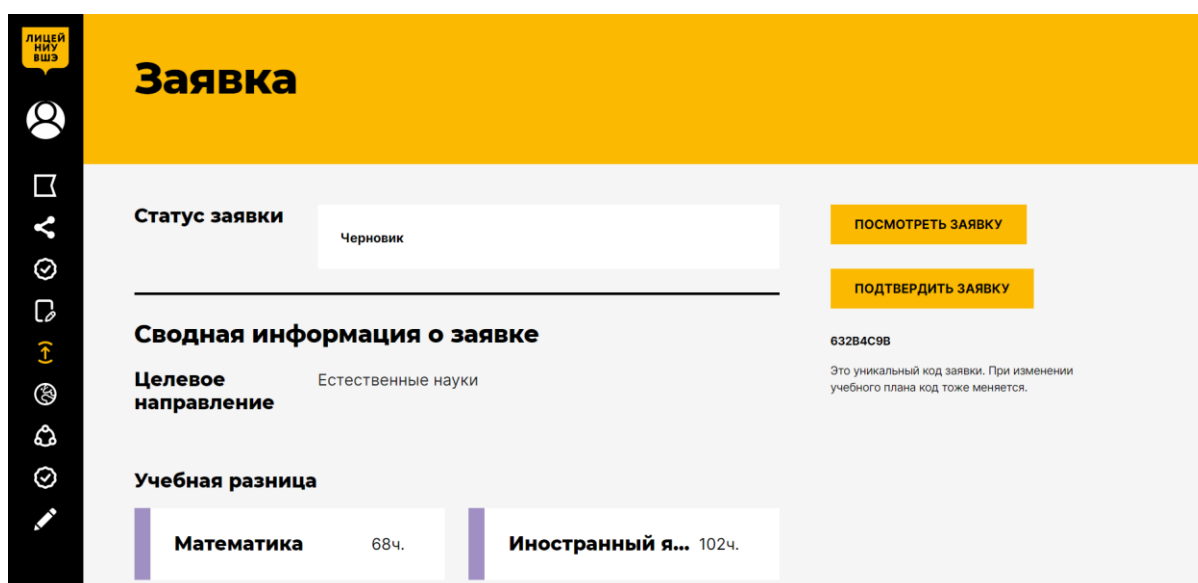 ЛИЦЕЙ
НИУ
ВШЭ
Заявка
Статус заявки
Черновик
ПОСМОТРЕТЬ ЗАЯВКУ
ПОДТВЕРДИТЬ ЗАЯВКУ
632B4C9B
Это уникальный код заявки. При изменении
учебного плана код тоже меняется.
Сводная информация о заявке
Целевое
направление
Естественные науки
Учебная разница
Математика 68ч.
Иностранный я... 102ч.